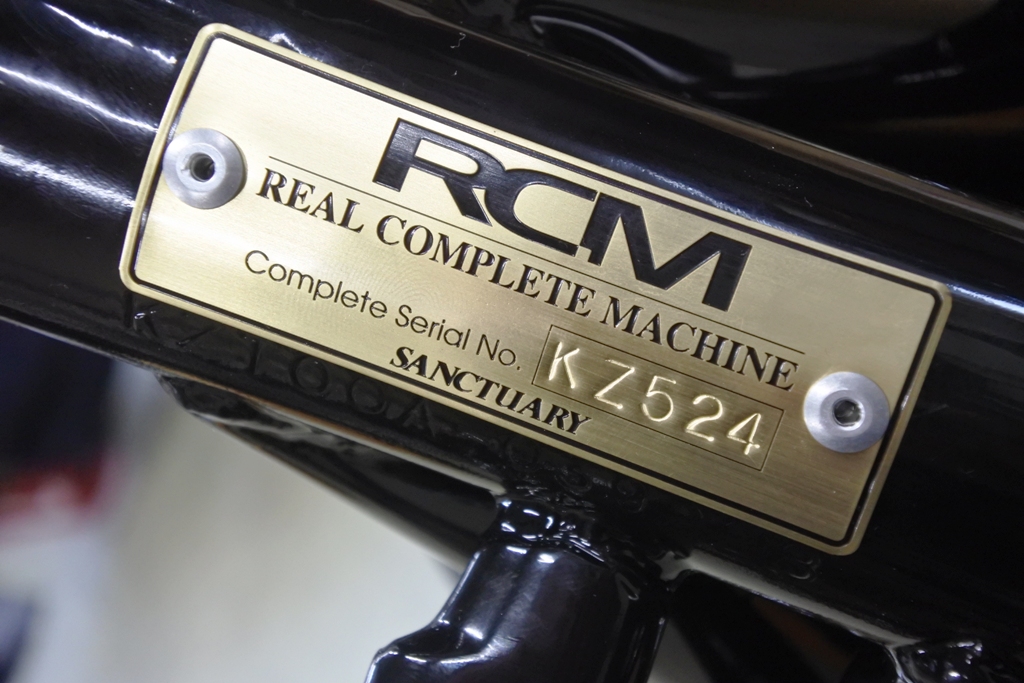 RCM
REAL COMPLETE MACHINE
Complete Serial No. KZ524
SANCTUARY